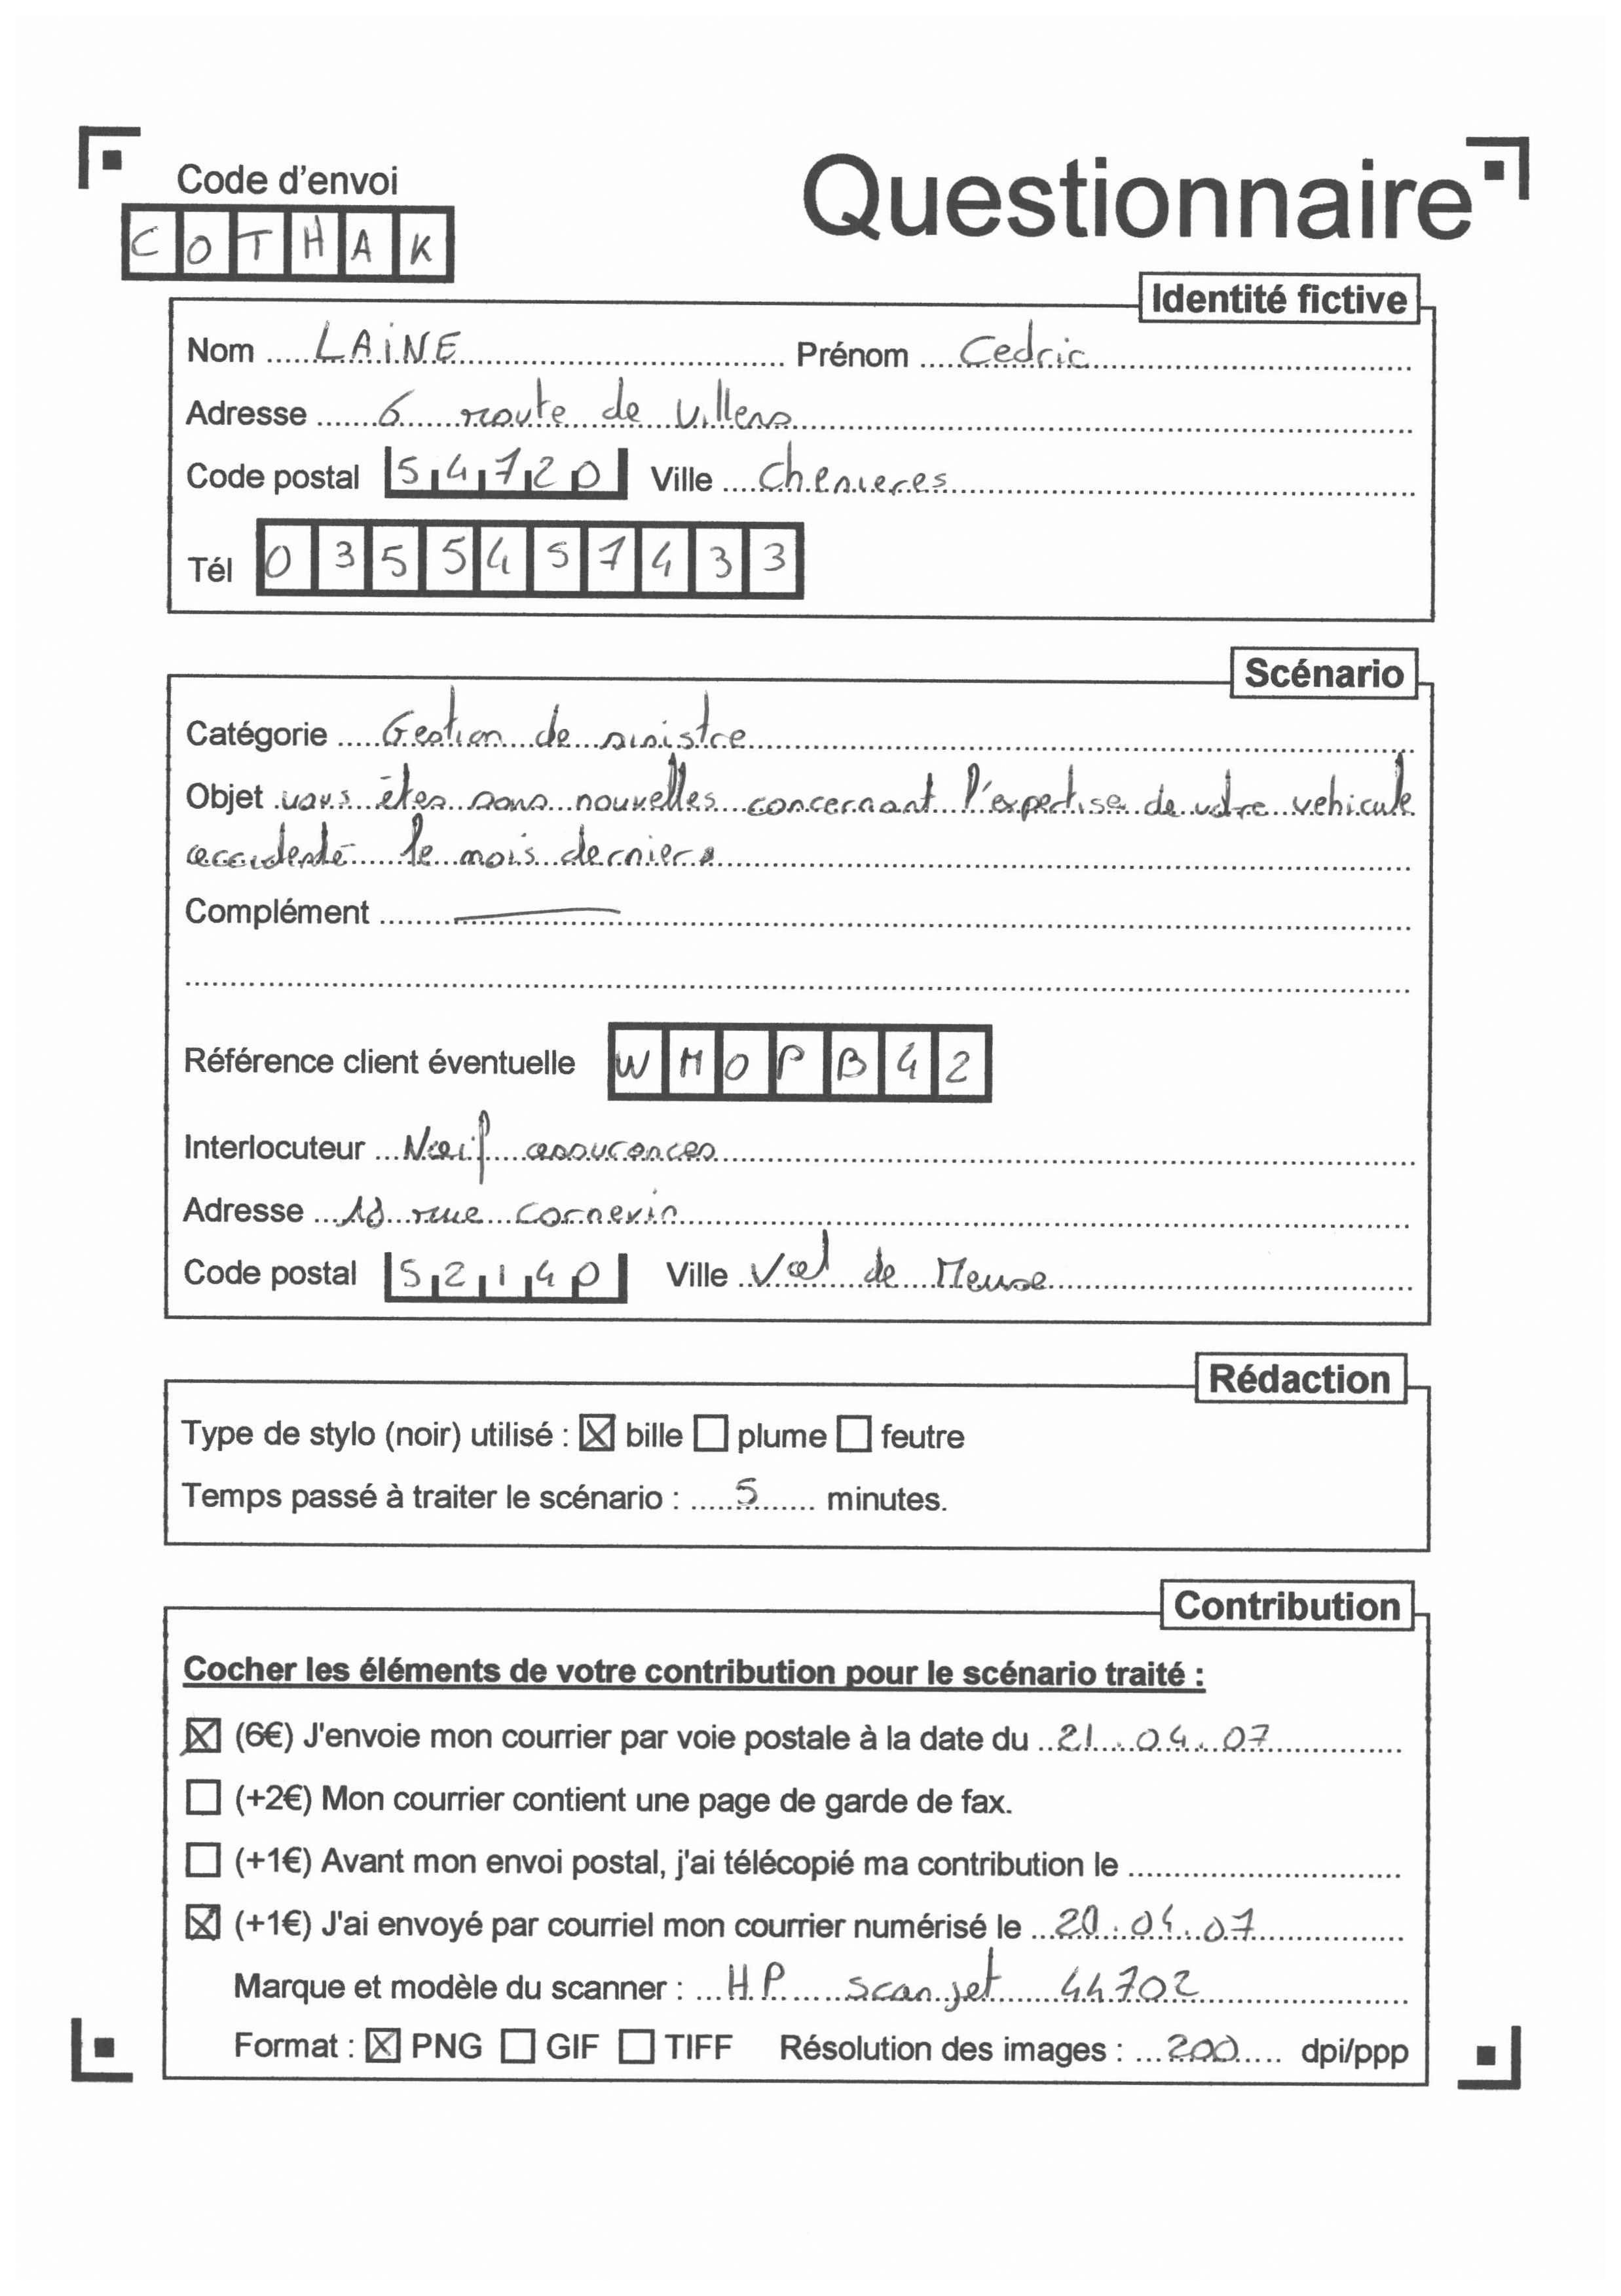 Code d'envoi
COTHAK
Questionnaire
Identité fictive
Nom LAINE Prénom Cedric
Adresse 6 route de Villers
Code postal 54720 Ville Chenieres
Tél 0355457433
Scénario
Catégorie Gestion de sinistre
Objet vous êtes sans nouvelles concernant l'expertise de votre vehicule
accidenté le mois dernier.
Complément
Référence client éventuelle WMOPB42
Interlocuteur Naif assurances
Adresse 18 rue Cornevin
Code postal 52140 Ville Val de Meuse
Rédaction
Type de stylo (noir) utilisé : ☒ bille ☐ plume ☐ feutre
Temps passé à traiter le scénario : 5 minutes.
Contribution
Cocher les éléments de votre contribution pour le scénario traité :
☒ (6€) J'envoie mon courrier par voie postale à la date du 21.04.07
☐ (+2€) Mon courrier contient une page de garde de fax.
☐ (+1€) Avant mon envoi postal, j'ai télécopié ma contribution le
☒ (+1€) J'ai envoyé par courriel mon courrier numérisé le 20.04.07
Marque et modèle du scanner : HP scanjet 44702
Format : ☒ PNG ☐ GIF ☐ TIFF Résolution des images : 200 dpi/ppp